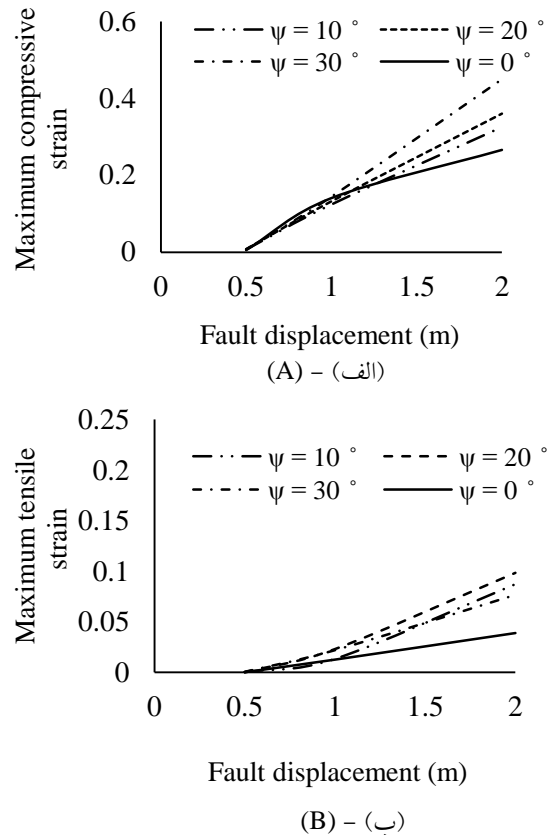 0.6
ψ = 10 ° ψ = 20 °
ψ = 30 ° ψ = 0 °
0.4
0.2
0
0 0.5 1 1.5 2
Maximum compressive
strain
Fault displacement (m)
(A) – (الف)
0.25
ψ = 10 ° ψ = 20 °
0.2
ψ = 30 ° ψ = 0 °
0.15
0.1
0.05
0
0 0.5 1 1.5 2
Maximum tensile
strain
Fault displacement (m)
(B) – (ب)